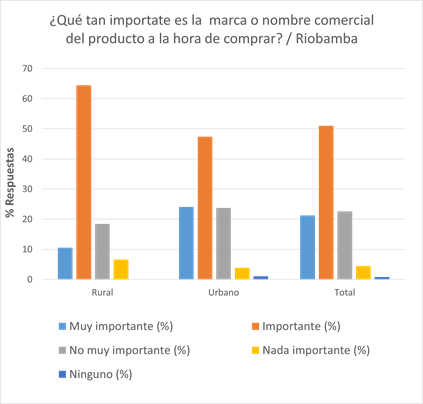 ¿Qué tan importate es la  marca o nombre comercial
del producto a la hora de comprar? / Riobamba
% Respuestas
70
60
50
40
30
20
10
0
Rural
Urbano
Total
Muy importante (%)
Importante (%)
No muy importante (%)
Nada importante (%)
Ninguno (%)